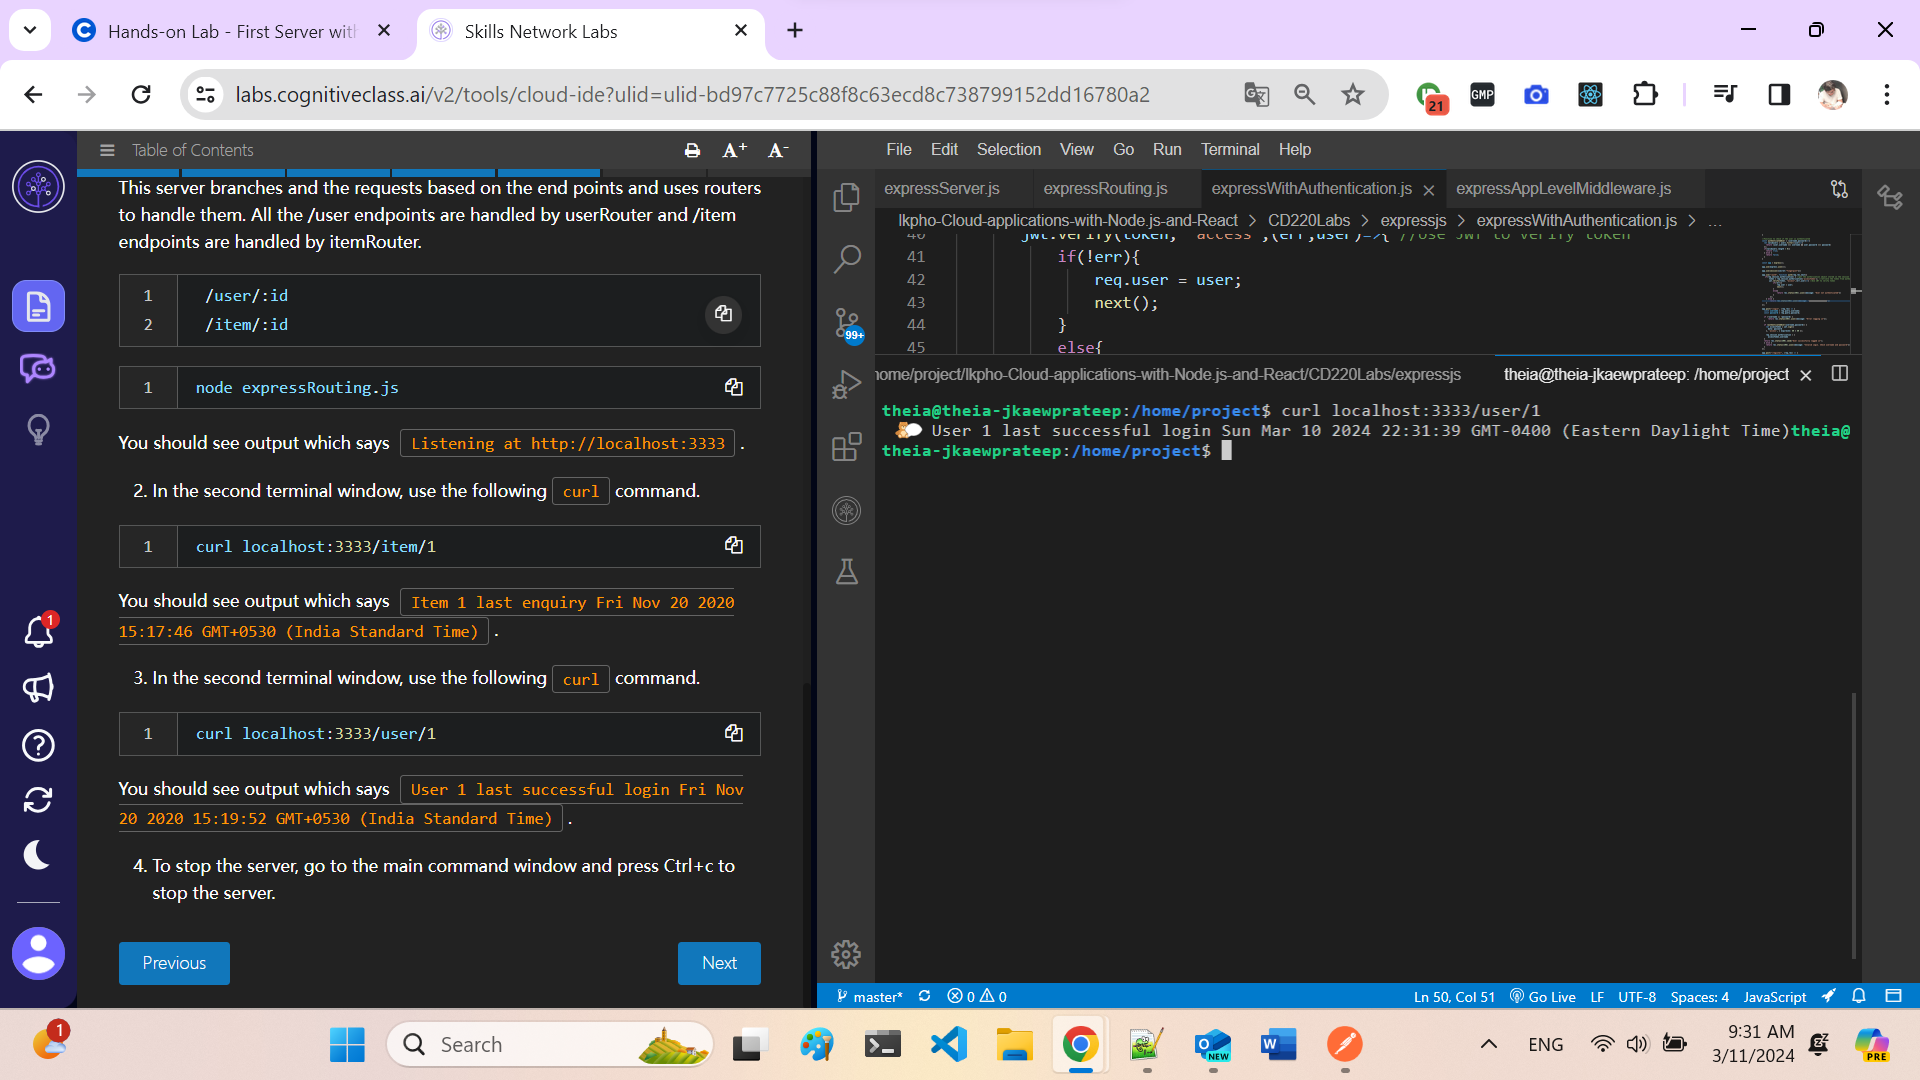 Hands-on Lab - First Server wit
Skills Network Labs
labs.cognitiveclass.ai/v2/tools/cloud-ide?ulid=ulid-bd97c7725c88f8c63ecd8c738799152dd16780a2
21
GMP
Table of Contents
A+ A-
This server branches and the requests based on the end points and uses routers
to handle them. All the /user endpoints are handled by userRouter and /item
endpoints are handled by itemRouter.
1 /user/:id
2 /item/:id
1 node expressRouting.js
You should see output which says Listening at http://localhost:3333 .
2. In the second terminal window, use the following curl command.
1 curl localhost:3333/item/1
You should see output which says Item 1 last enquiry Fri Nov 20 2020
15:17:46 GMT+0530 (India Standard Time) .
3. In the second terminal window, use the following curl command.
1 curl localhost:3333/user/1
You should see output which says User 1 last successful login Fri Nov
20 2020 15:19:52 GMT+0530 (India Standard Time) .
4. To stop the server, go to the main command window and press Ctrl+c to
stop the server.
Previous
Next
1
File Edit Selection View Go Run Terminal Help
expressServer.js expressRouting.js expressWithAuthentication.js expressAppLevelMiddleware.js
lkpho-Cloud-applications-with-Node.js-and-React > CD220Labs > expressjs > expressWithAuthentication.js > ...
40 jwt.verify(token, "access",(err,user)=>{ //Use JWT to verify token
41 if(!err){
42 req.user = user;
43 next();
44 }
45 else{
99+
home/project/lkpho-Cloud-applications-with-Node.js-and-React/CD220Labs/expressjs
theia@theia-jkaewprateep: /home/project
theia@theia-jkaewprateep:/home/project$ curl localhost:3333/user/1
User 1 last successful login Sun Mar 10 2024 22:31:39 GMT-0400 (Eastern Daylight Time)theia@
theia-jkaewprateep:/home/project$
master* 0 0
Ln 50, Col 51 Go Live LF UTF-8 Spaces: 4 JavaScript
1
Search
NEW
W
ENG
9:31 AM
3/11/2024
PRE